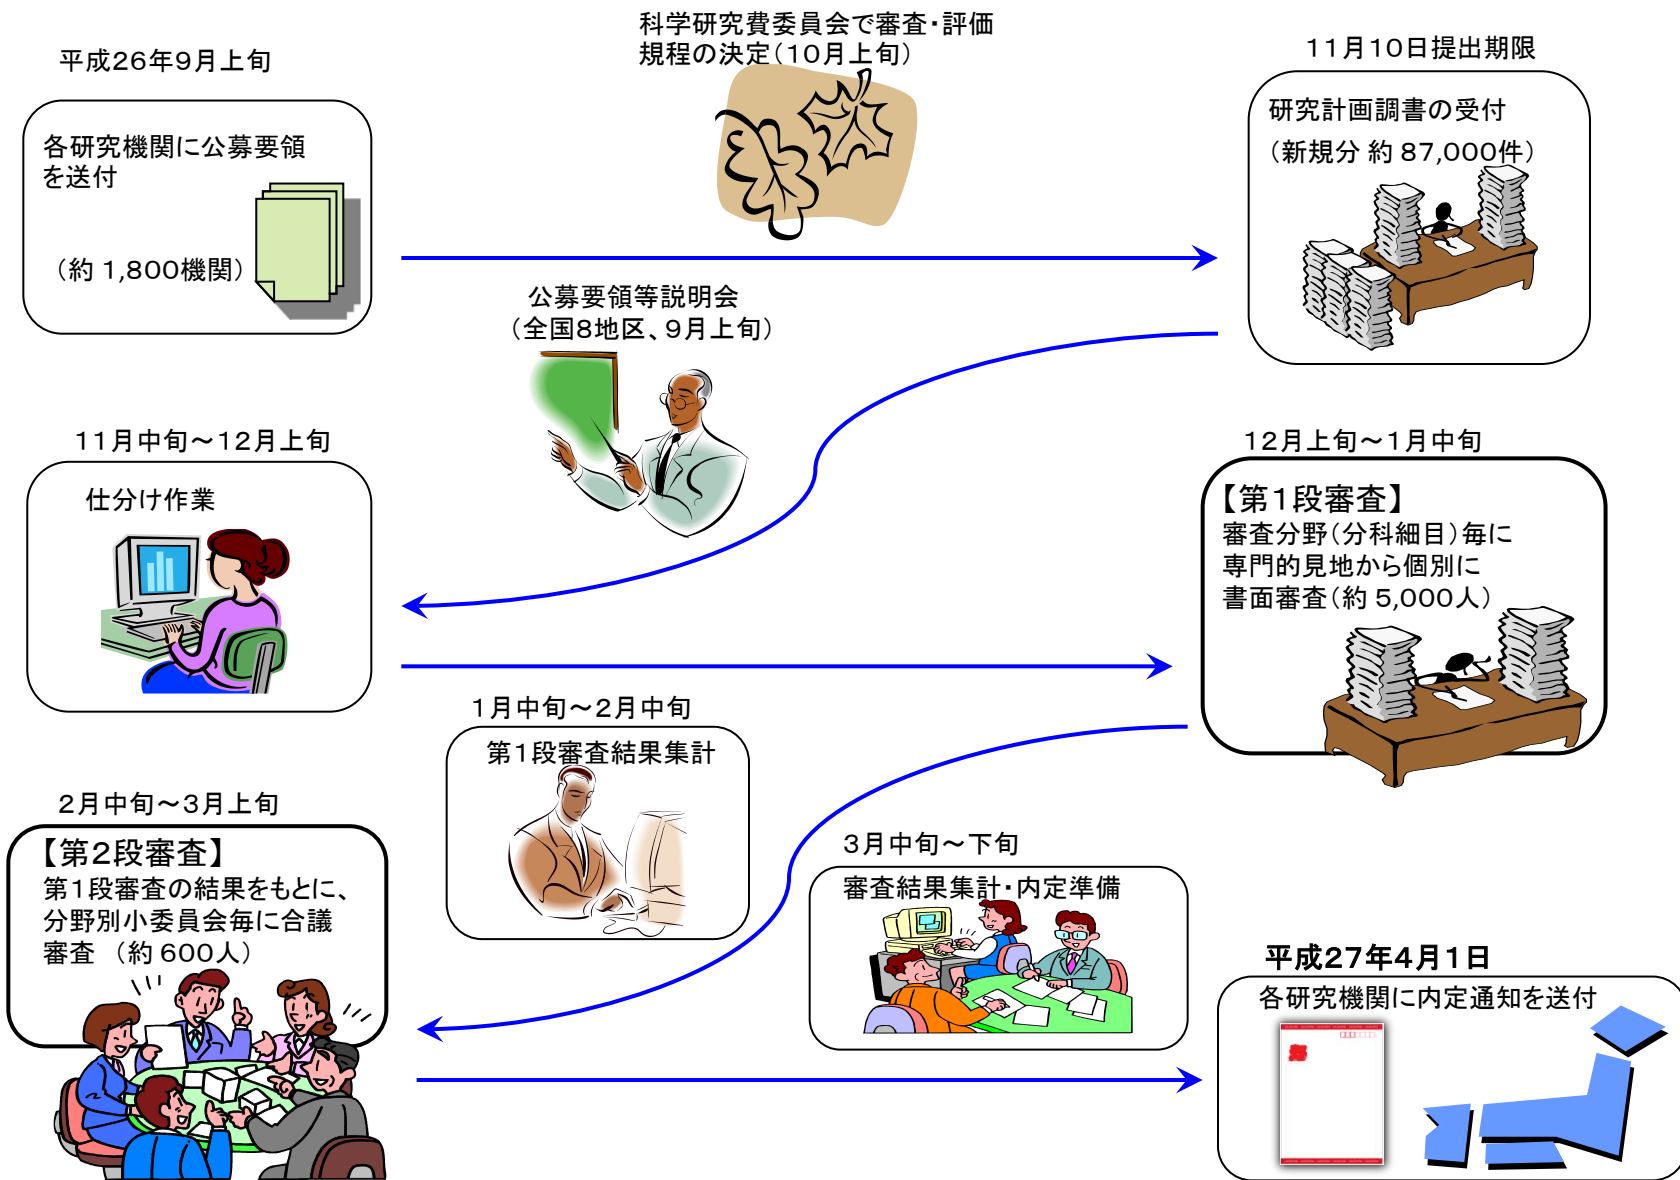 平成26年9月上旬
各研究機関に公募要領
を送付
（約 1,800機関）
科学研究費委員会で審査・評価
規程の決定（10月上旬）
11月10日提出期限
研究計画調書の受付
（新規分 約 87,000件）
公募要領等説明会
（全国8地区、9月上旬）
11月中旬～12月上旬
仕分け作業
12月上旬～1月中旬
【第1段審査】
審査分野（分科細目）毎に
専門的見地から個別に
書面審査（約 5,000人）
1月中旬～2月中旬
第1段審査結果集計
2月中旬～3月上旬
【第2段審査】
第1段審査の結果をもとに、
分野別小委員会毎に合議
審査 （約 600人）
3月中旬～下旬
審査結果集計・内定準備
平成27年4月1日
各研究機関に内定通知を送付